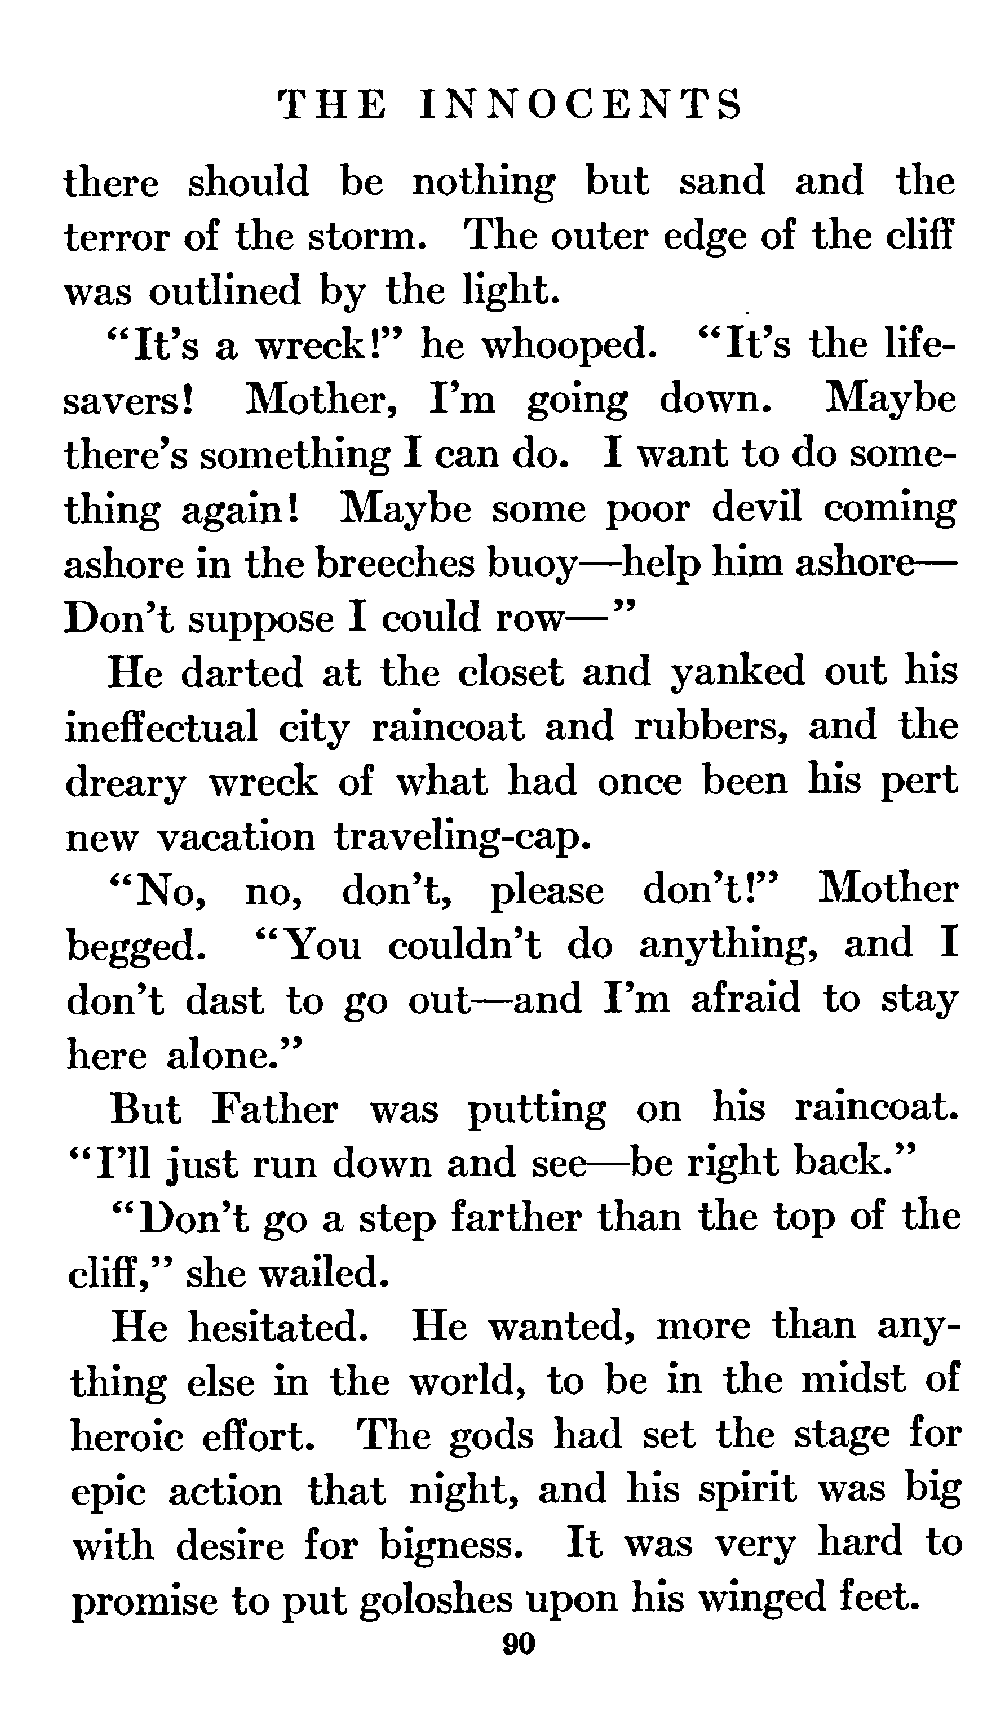 THE INNOCENTS
there should be nothing but sand and the
terror of the storm. The outer edge of the cliff
was outlined by the light.
“It’s a wreck!” he whooped. “It’s the life-
savers! Mother, I’m going down. Maybe
there’s something I can do. I want to do some-
thing again! Maybe some poor devil coming
ashore in the breeches buoy—help him ashore—
Don’t suppose I could row—”
He darted at the closet and yanked out his
ineffectual city raincoat and rubbers, and the
dreary wreck of what had once been his pert
new vacation traveling-cap.
“No, no, don’t, please don’t!” Mother
begged. “You couldn’t do anything, and I
don’t dast to go out—and I’m afraid to stay
here alone.”
But Father was putting on his raincoat.
“I’ll just run down and see—be right back.”
“Don’t go a step farther than the top of the
cliff,” she wailed.
He hesitated. He wanted, more than any-
thing else in the world, to be in the midst of
heroic effort. The gods had set the stage for
epic action that night, and his spirit was big
with desire for bigness. It was very hard to
promise to put goloshes upon his winged feet.
90